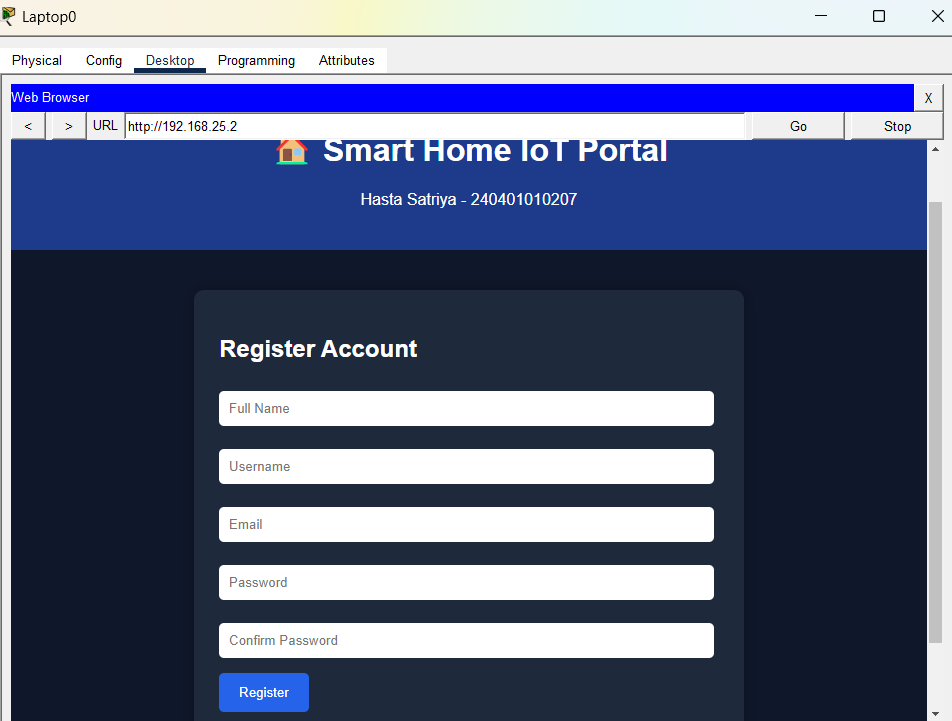 Laptop0
Physical Config Desktop Programming Attributes
Web Browser X
< > URL http://192.168.25.2 Go Stop
🏠 Smart Home IoT Portal
Hasta Satriya - 240401010207
Register Account
Full Name
Username
Email
Password
Confirm Password
Register